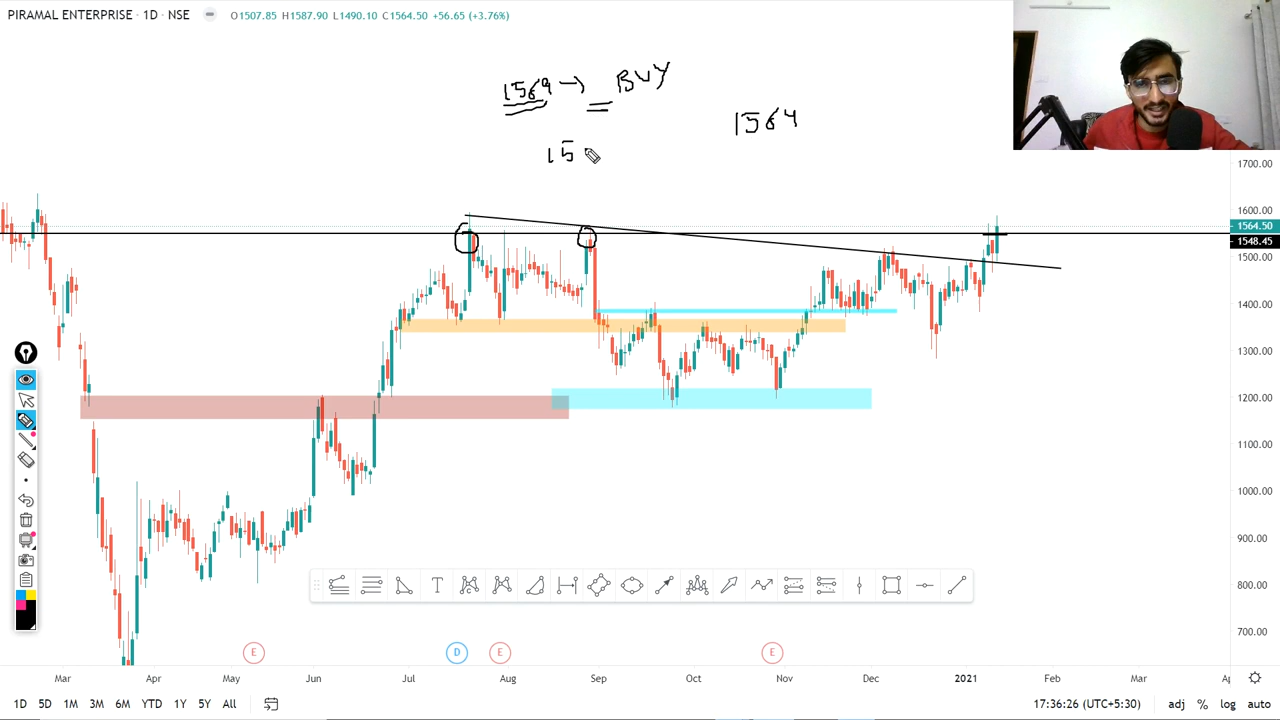 PIRAMAL ENTERPRISE · 1D · NSE
O1507.85 H1587.90 L1490.10 C1564.50 +56.65 (+3.76%)
1569 → BUY
1564
15
1700.00
1600.00
1564.50
1548.45
1500.00
1400.00
1300.00
1200.00
1100.00
1000.00
900.00
800.00
700.00
T
E D E E
Mar Apr May Jun Jul Aug Sep Oct Nov Dec 2021 Feb Mar A
1D 5D 1M 3M 6M YTD 1Y 5Y All
17:36:26 (UTC+5:30) adj % log auto